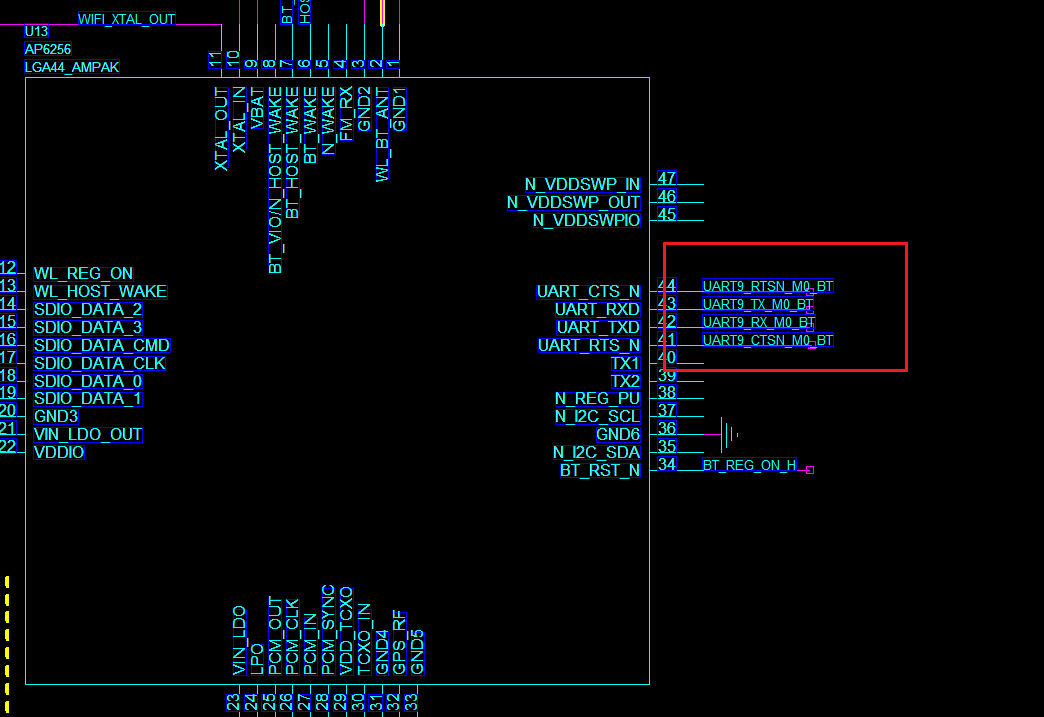 WIFI_XTAL_OUT
U13
AP6256
LGA44_AMPAK
11
10
9
8
7
6
5
4
3
2
1
XTAL_OUT
XTAL_IN
VBAT
BT_VIO/N_HOST_WAKE
BT_HOST_WAKE
BT_WAKE
N_WAKE
FM_RX
GND2
WL_BT_ANT
GND1
N_VDDSWP_IN 47
N_VDDSWP_OUT 46
N_VDDSWPIO 45
12 WL_REG_ON
13 WL_HOST_WAKE
14 SDIO_DATA_2
15 SDIO_DATA_3
16 SDIO_DATA_CMD
17 SDIO_DATA_CLK
18 SDIO_DATA_0
19 SDIO_DATA_1
20 GND3
21 VIN_LDO_OUT
22 VDDIO
UART_CTS_N 44 UART9_RTSN_M0_BT
UART_RXD 43 UART9_TX_M0_BT
UART_TXD 42 UART9_RX_M0_BT
UART_RTS_N 41 UART9_CTSN_M0_BT
TX1 40
TX2 39
N_REG_PU 38
N_I2C_SCL 37
GND6 36
N_I2C_SDA 35
BT_RST_N 34 BT_REG_ON_H
VIN_LDO
LPO
PCM_OUT
PCM_CLK
PCM_IN
PCM_SYNC
VDD_TCXO
TCXO_IN
GND4
GPS_RF
GND5
23
24
25
26
27
28
29
30
31
32
33